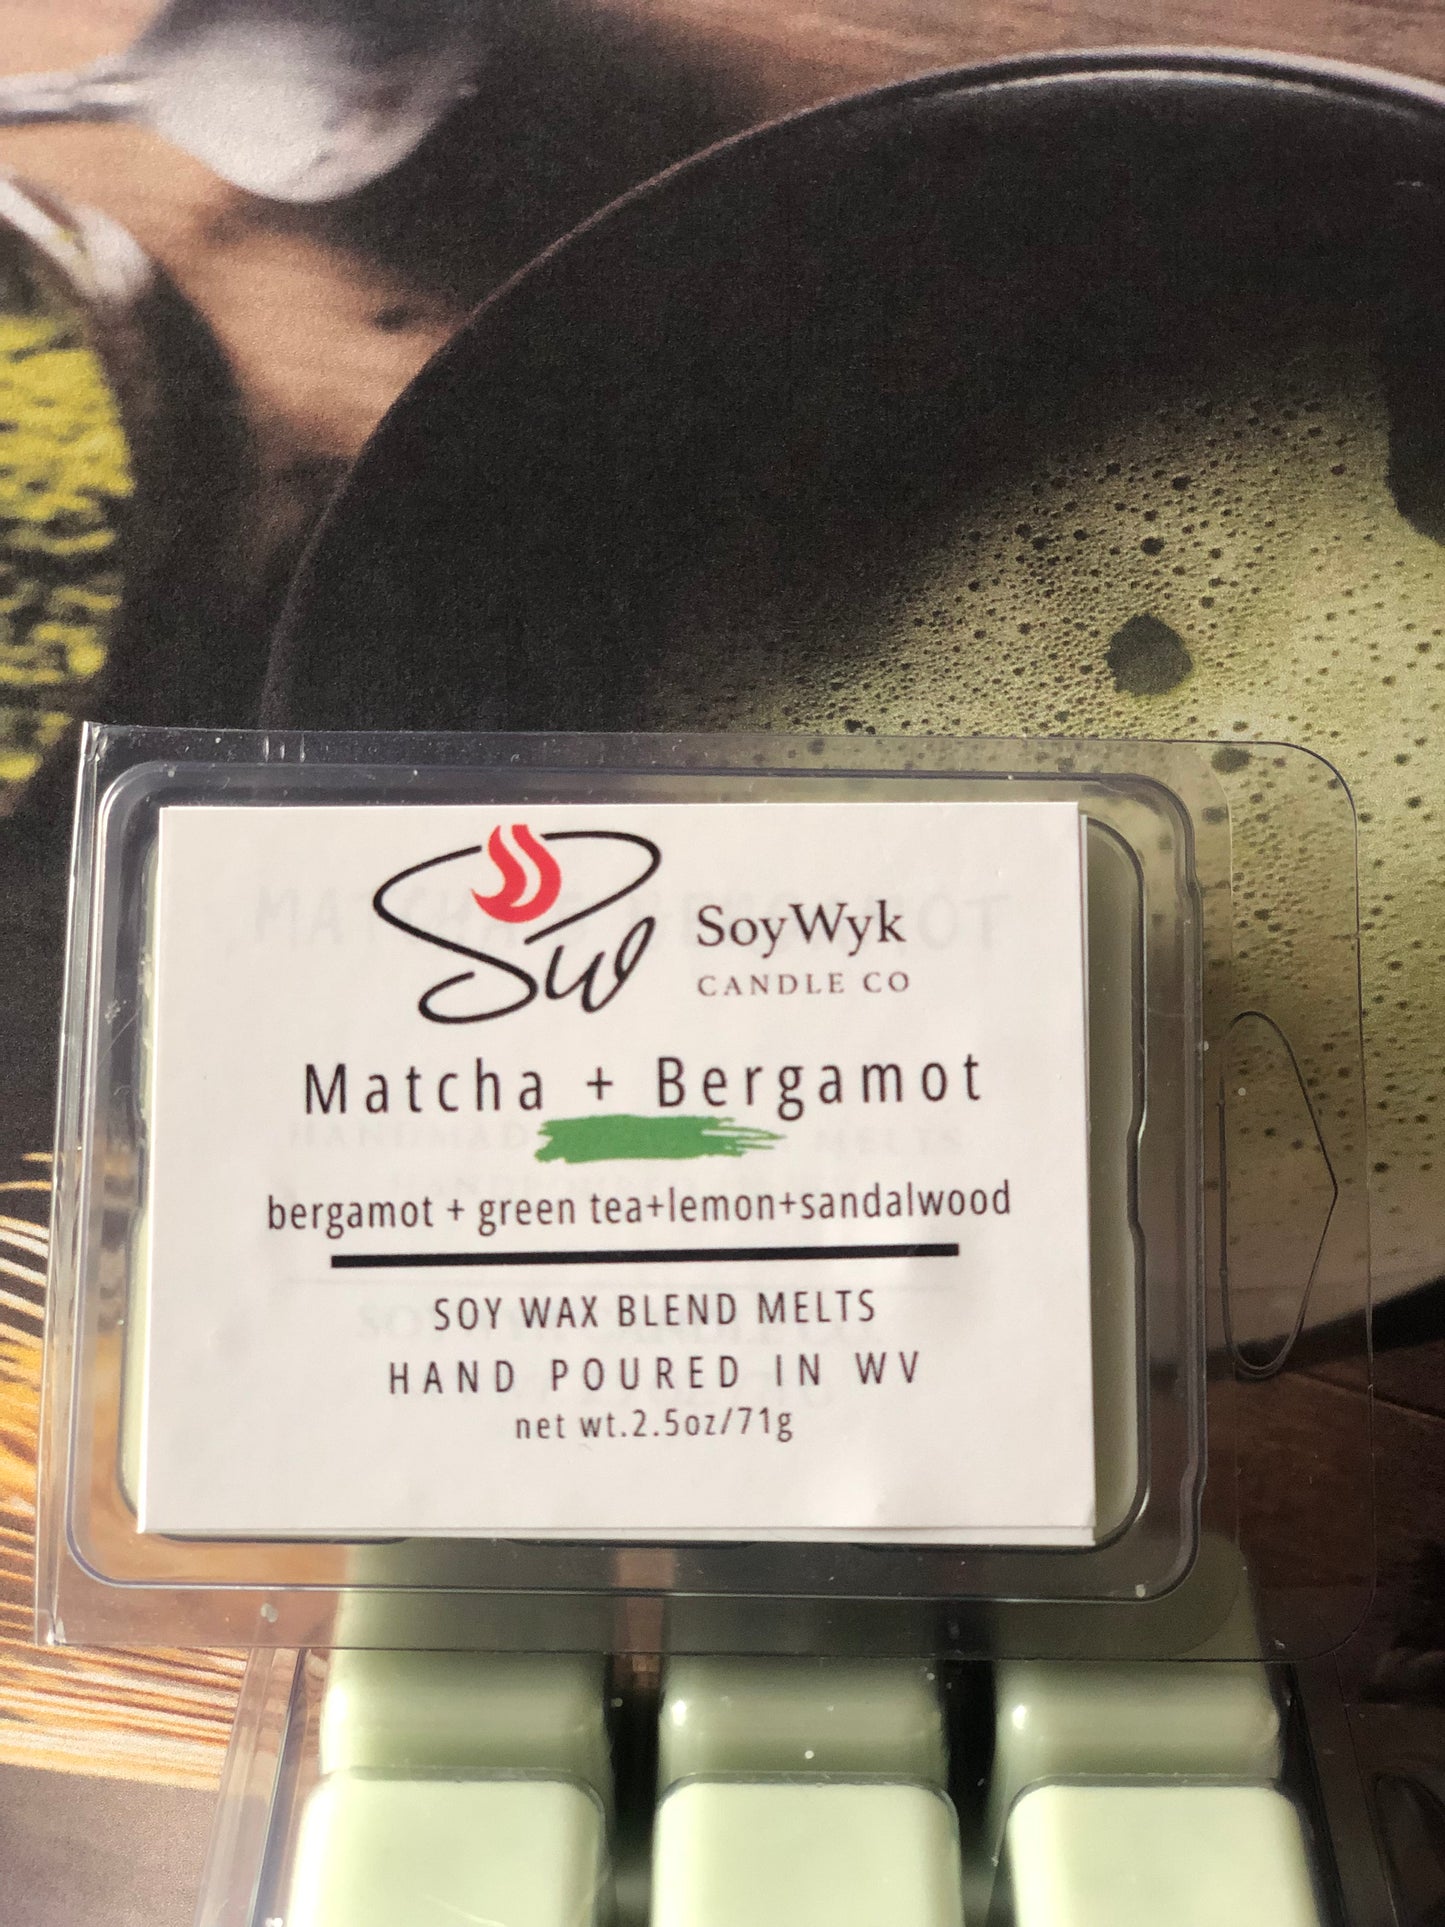 Sw
SoyWyk
CANDLE CO
Matcha + Bergamot
bergamot + green tea+lemon+sandalwood
SOY WAX BLEND MELTS
HAND POURED IN WV
net wt.2.5oz/71g